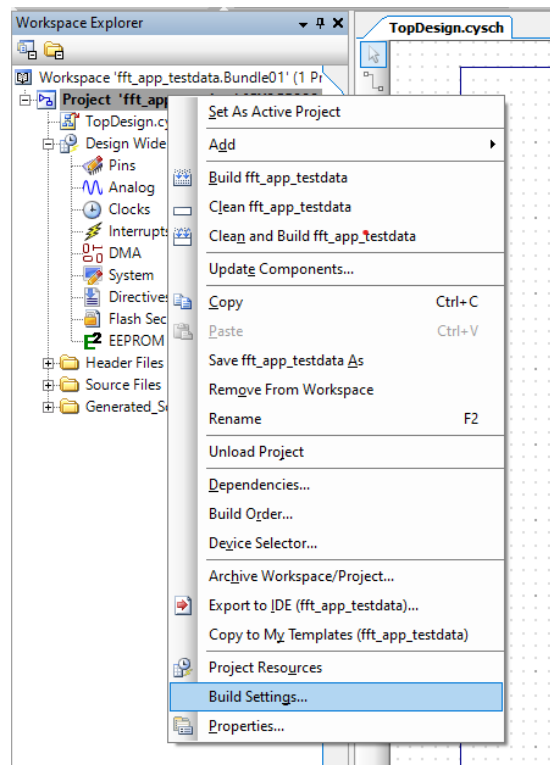 Workspace Explorer
TopDesign.cysch
Workspace 'fft_app_testdata.Bundle01' (1
Project 'fft_app
TopDesign.cy
Design Wide
Pins
Analog
Clocks
Interrupts
DMA
System
Directives
Flash Sec
EEPROM
Header Files
Source Files
Generated_So
Set As Active Project
Add
Build fft_app_testdata
Clean fft_app_testdata
Clean and Build fft_app_testdata
Update Components...
Copy Ctrl+C
Paste Ctrl+V
Save fft_app_testdata As
Remove From Workspace
Rename F2
Unload Project
Dependencies...
Build Order...
Device Selector...
Archive Workspace/Project...
Export to IDE (fft_app_testdata)...
Copy to My Templates (fft_app_testdata)
Project Resources
Build Settings...
Properties...